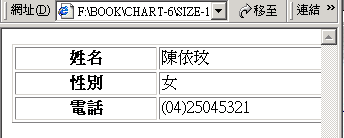 網址(D) F:\BOOK\CHART-6\SIZE-1 移至 連結 »
姓名 陳依玫
性別 女
電話 (04)25045321